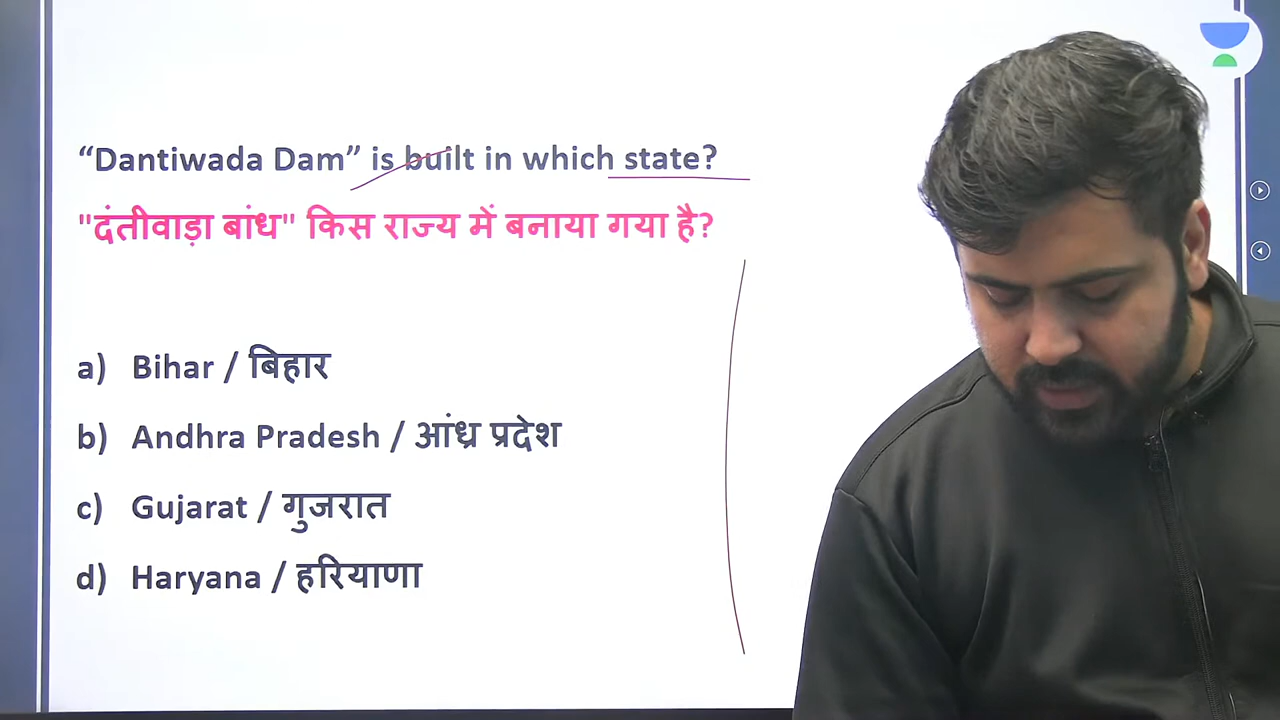 “Dantiwada Dam” is built in which state?
"दंतीवाड़ा बांध" किस राज्य में बनाया गया है?
a) Bihar / बिहार
b) Andhra Pradesh / आंध्र प्रदेश
c) Gujarat / गुजरात
d) Haryana / हरियाणा